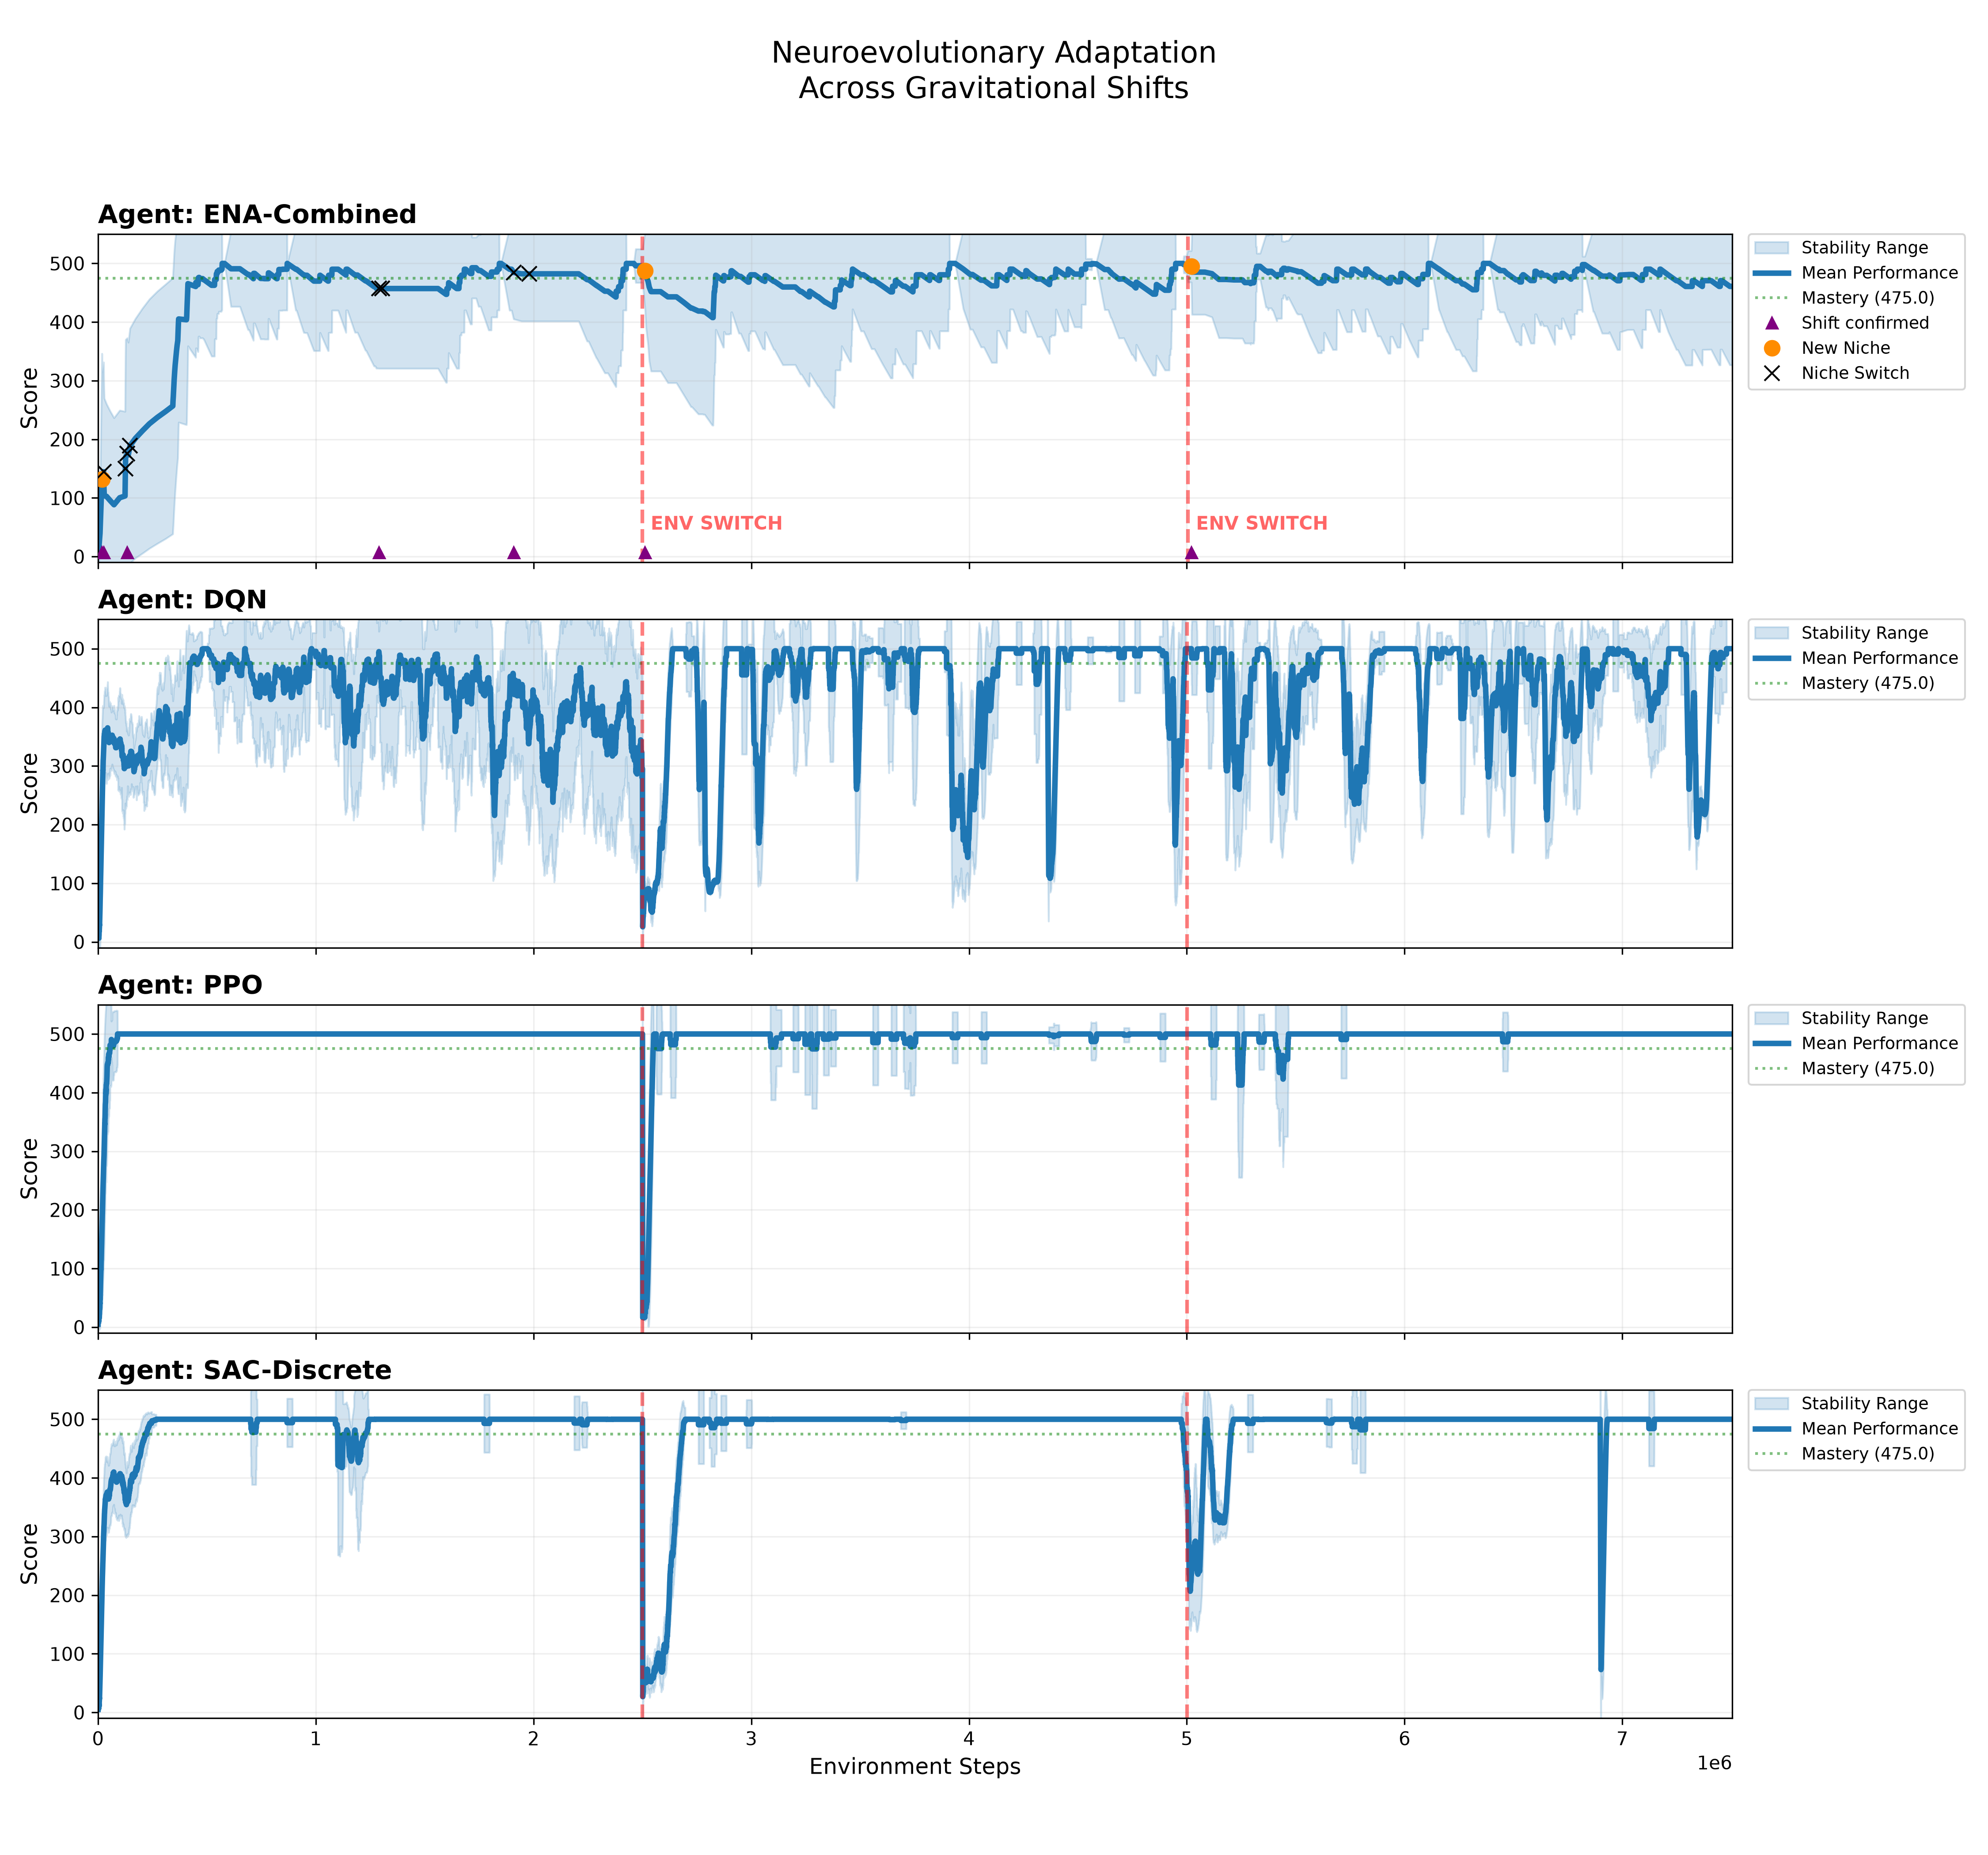 Neuroevolutionary Adaptation
Across Gravitational Shifts
Agent: ENA-Combined
Score
500
400
300
200
100
0
ENV SWITCH
ENV SWITCH
Stability Range
Mean Performance
Mastery (475.0)
Shift confirmed
New Niche
Niche Switch
Agent: DQN
Score
500
400
300
200
100
0
Stability Range
Mean Performance
Mastery (475.0)
Agent: PPO
Score
500
400
300
200
100
0
Stability Range
Mean Performance
Mastery (475.0)
Agent: SAC-Discrete
Score
500
400
300
200
100
0
Stability Range
Mean Performance
Mastery (475.0)
0 1 2 3 4 5 6 7
Environment Steps
1e6